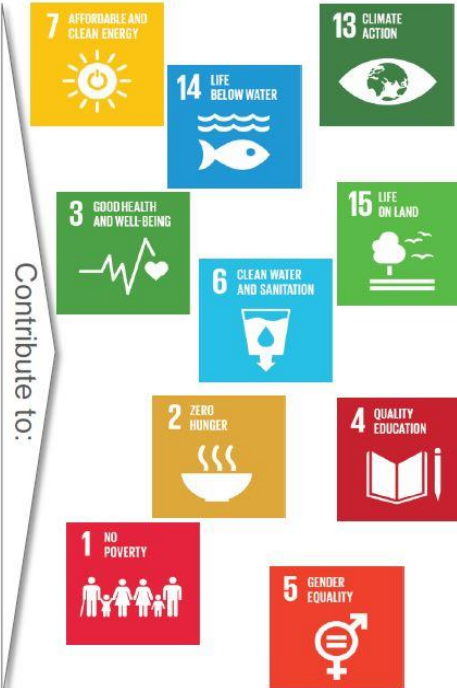 Contribute to:
7 AFFORDABLE AND
CLEAN ENERGY
13 CLIMATE
ACTION
14 LIFE
BELOW WATER
3 GOOD HEALTH
AND WELL-BEING
15 LIFE
ON LAND
6 CLEAN WATER
AND SANITATION
2 ZERO
HUNGER
4 QUALITY
EDUCATION
1 NO
POVERTY
5 GENDER
EQUALITY